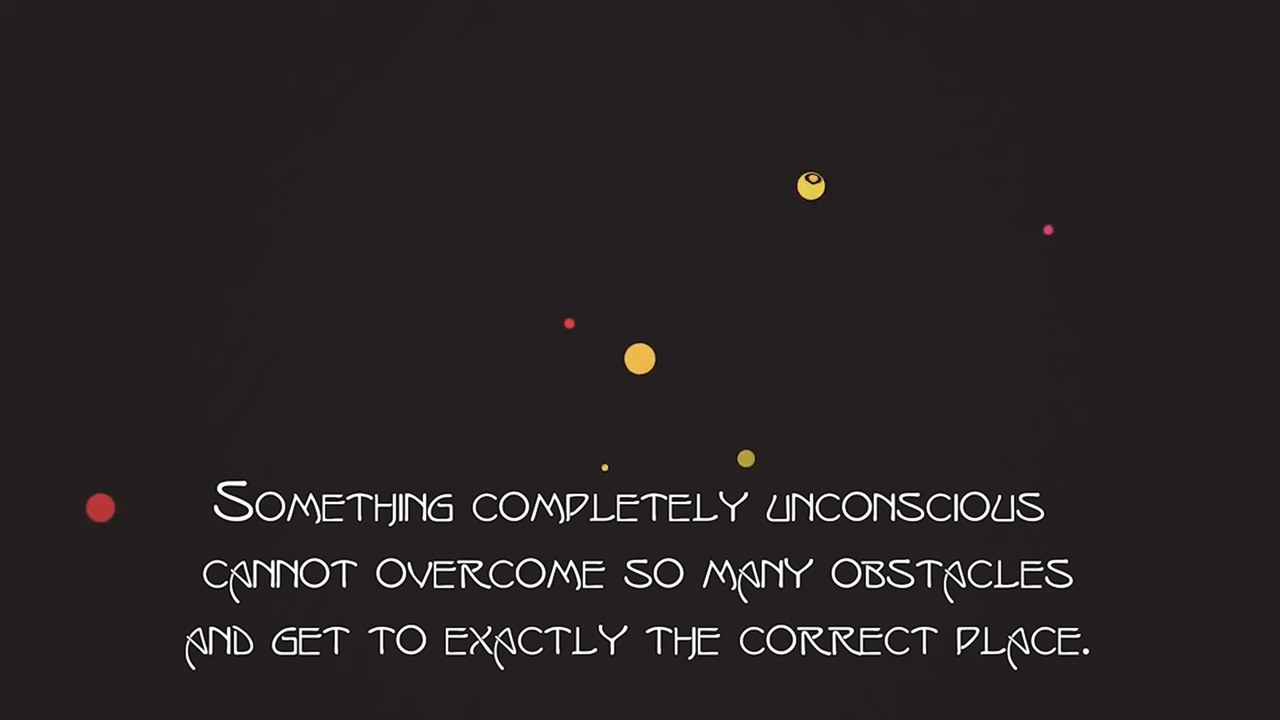 Something completely unconscious
cannot overcome so many obstacles
and get to exactly the correct place.